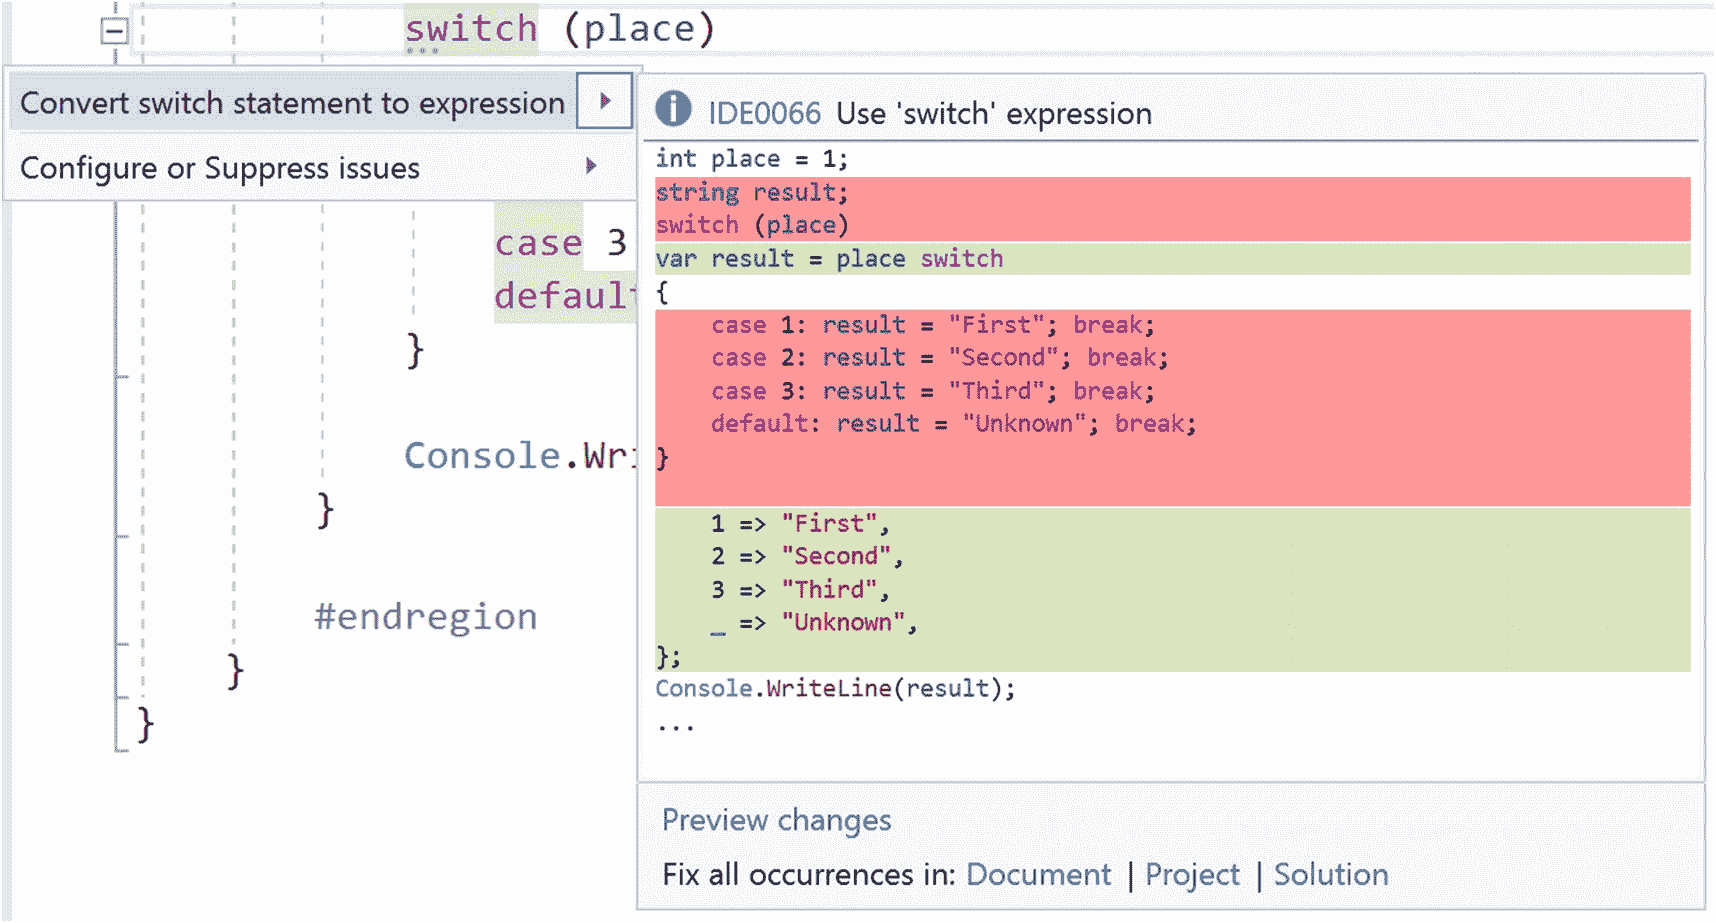 switch (place)
Convert switch statement to expression
Configure or Suppress issues
case 3
default
}
Console.Wri
}
#endregion
}
}
IDE0066 Use 'switch' expression
int place = 1;
string result;
switch (place)
var result = place switch
{
case 1: result = "First"; break;
case 2: result = "Second"; break;
case 3: result = "Third"; break;
default: result = "Unknown"; break;
}
1 => "First",
2 => "Second",
3 => "Third",
_ => "Unknown",
};
Console.WriteLine(result);
...
Preview changes
Fix all occurrences in: Document | Project | Solution